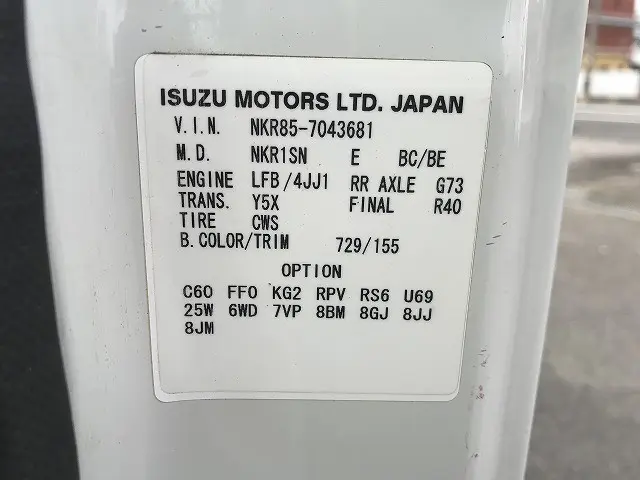 ISUZU MOTORS LTD. JAPAN
V.I.N. NKR85-7043681
M.D. NKR1SN E BC/BE
ENGINE LFB/4JJ1 RR AXLE G73
TRANS. Y5X FINAL R40
TIRE CWS
B.COLOR/TRIM 729/155
OPTION
C60 FF0 KG2 RPV RS6 U69
25W 6WD 7VP 8BM 8GJ 8JJ
8JM